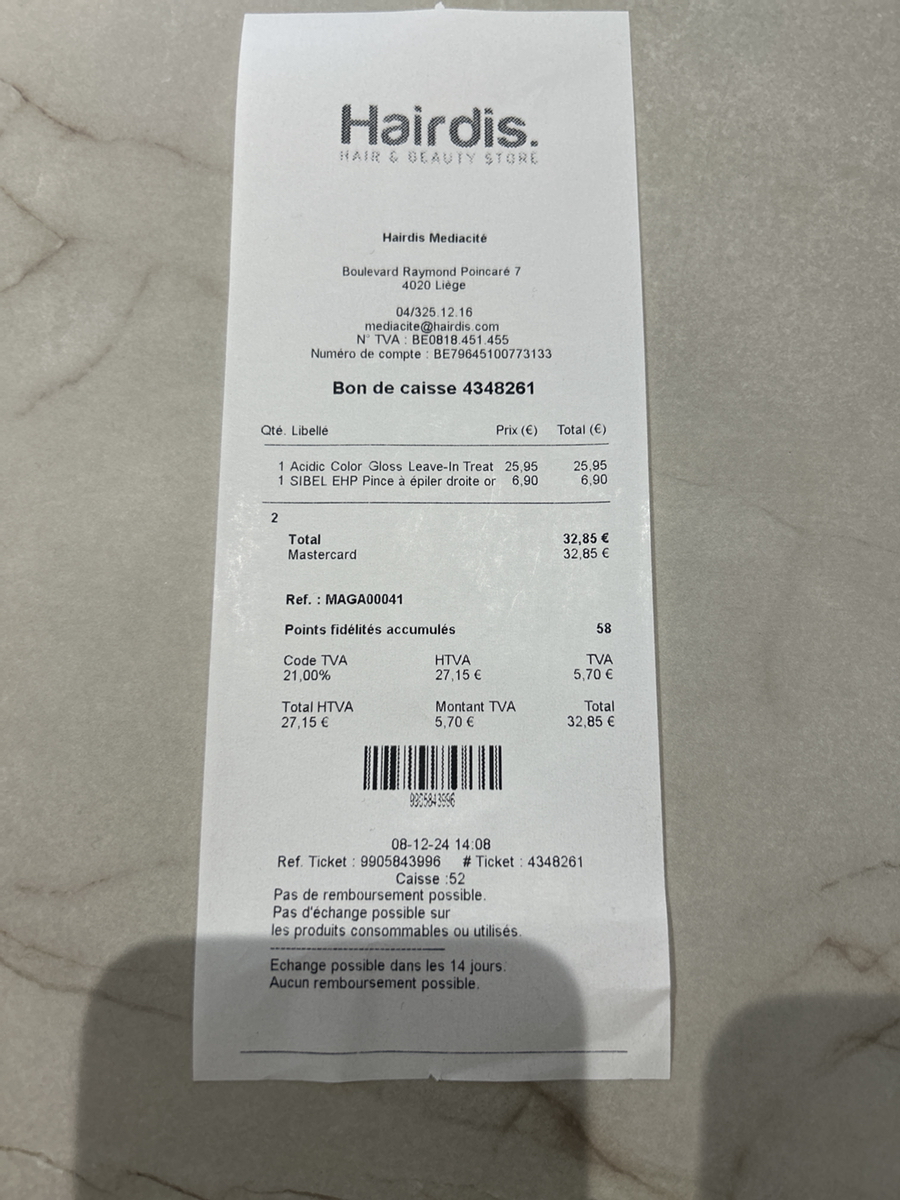 Hairdis.
HAIR & BEAUTY STORE
Hairdis Mediacité
Boulevard Raymond Poincaré 7
4020 Liège
04/325.12.16
mediacite@hairdis.com
N° TVA : BE0818.451.455
Numéro de compte : BE79645100773133
Bon de caisse 4348261
Qté. Libellé Prix (€) Total (€)
1 Acidic Color Gloss Leave-In Treat 25,95 25,95
1 SIBEL EHP Pince à épiler droite or 6,90 6,90
2
Total 32,85 €
Mastercard 32,85 €
Ref. : MAGA00041
Points fidélités accumulés 58
Code TVA HTVA TVA
21,00% 27,15 € 5,70 €
Total HTVA Montant TVA Total
27,15 € 5,70 € 32,85 €
9905843996
08-12-24 14:08
Ref. Ticket : 9905843996 # Ticket : 4348261
Caisse :52
Pas de remboursement possible.
Pas d'échange possible sur
les produits consommables ou utilisés.
Echange possible dans les 14 jours.
Aucun remboursement possible.